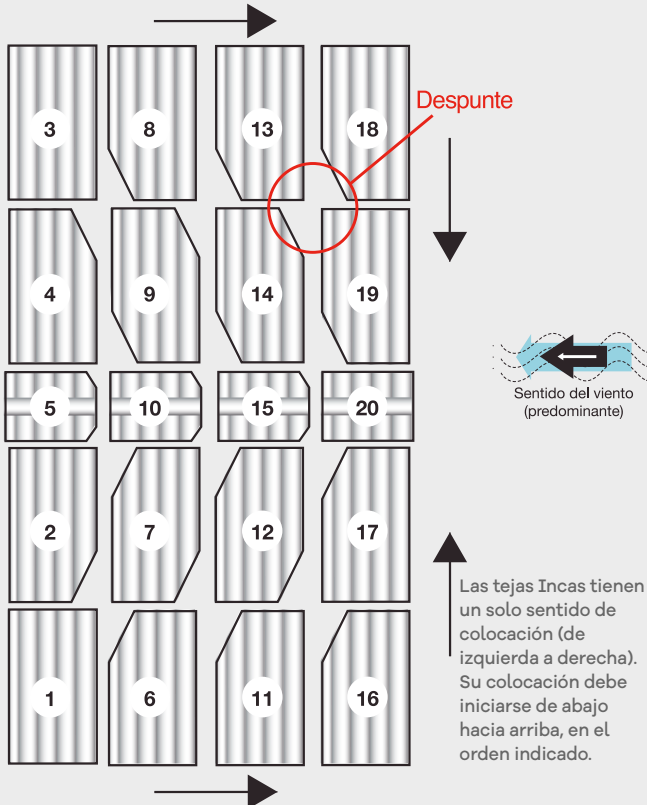 Despunte
3
8
13
18
4
9
14
19
5
10
15
20
Sentido del viento
(predominante)
2
7
12
17
Las tejas Incas tienen
un solo sentido de
colocación (de
izquierda a derecha).
Su colocación debe
iniciarse de abajo
hacia arriba, en el
orden indicado.
1
6
11
16